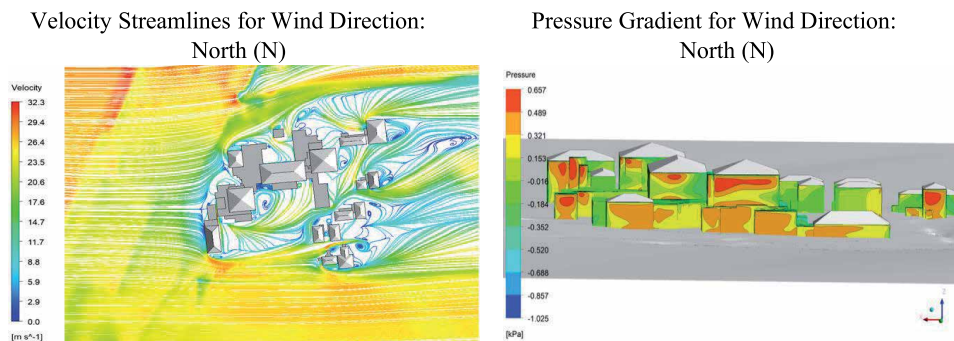 Velocity Streamlines for Wind Direction:
North (N)
Pressure Gradient for Wind Direction:
North (N)
Velocity
32.3
29.4
26.4
23.5
20.6
17.6
14.7
11.7
8.8
5.9
2.9
0.0
[m s^-1]
Pressure
0.657
0.489
0.321
0.153
-0.016
-0.184
-0.352
-0.520
-0.688
-0.857
-1.025
[kPa]
Z